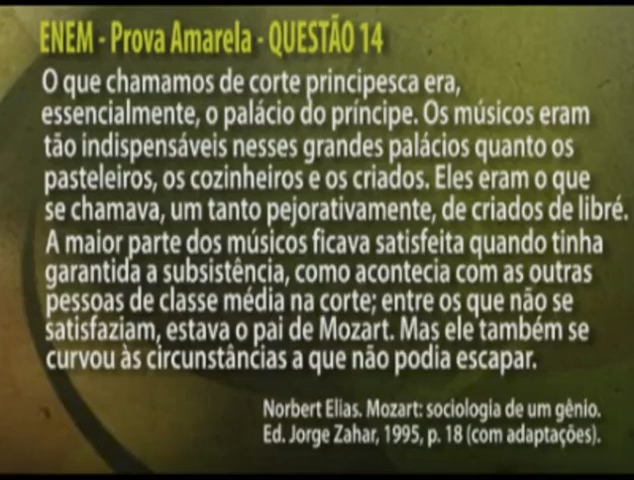 ENEM - Prova Amarela - QUESTÃO 14
O que chamamos de corte principesca era,
essencialmente, o palácio do príncipe. Os músicos eram
tão indispensáveis nesses grandes palácios quanto os
pasteleiros, os cozinheiros e os criados. Eles eram o que
se chamava, um tanto pejorativamente, de criados de libré.
A maior parte dos músicos ficava satisfeita quando tinha
garantida a subsistência, como acontecia com as outras
pessoas de classe média na corte; entre os que não se
satisfaziam, estava o pai de Mozart. Mas ele também se
curvou às circunstâncias a que não podia escapar.
Norbert Elias. Mozart: sociologia de um gênio.
Ed. Jorge Zahar, 1995, p. 18 (com adaptações).